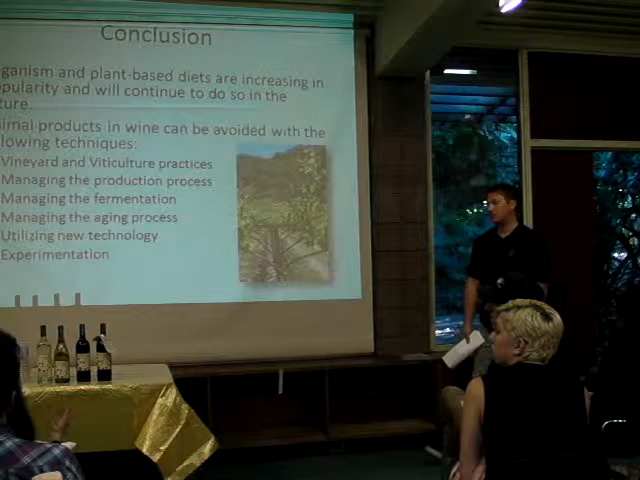 Conclusion
ganism and plant-based diets are increasing in
pularity and will continue to do so in the
ture.
imal products in wine can be avoided with the
lowing techniques:
Vineyard and Viticulture practices
Managing the production process
Managing the fermentation
Managing the aging process
Utilizing new technology
Experimentation